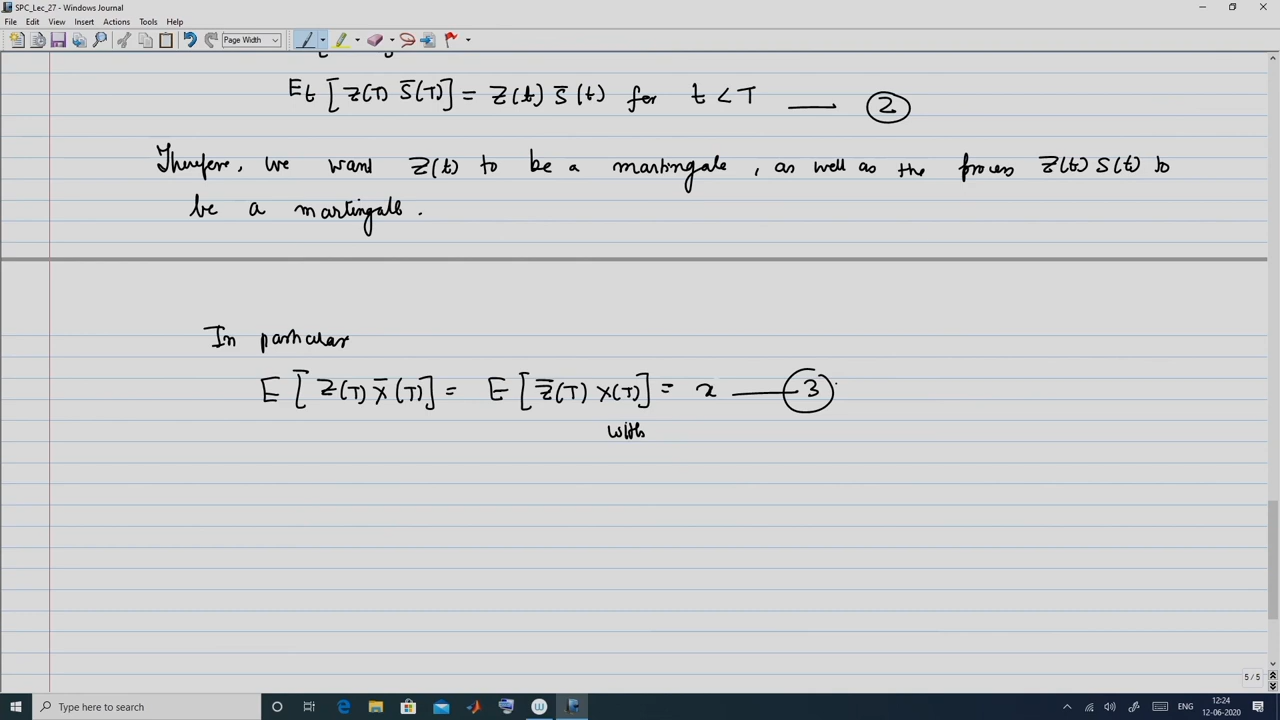 SPC_Lec_27 - Windows Journal
File Edit View Insert Actions Tools Help
Page Width
E_t [Z(T) S̄(T)] = Z(t) S̄(t) for t < T —— (2)
Therefore, we want Z(t) to be a martingale, as well as the process Z(t) S(t) to
be a martingale.
In particular
E [Z(T) X̄(T)] = E [Z̄(T) X(T)] = x —— (3)
with
5 / 5
Type here to search
ENG
12:24
12-06-2020